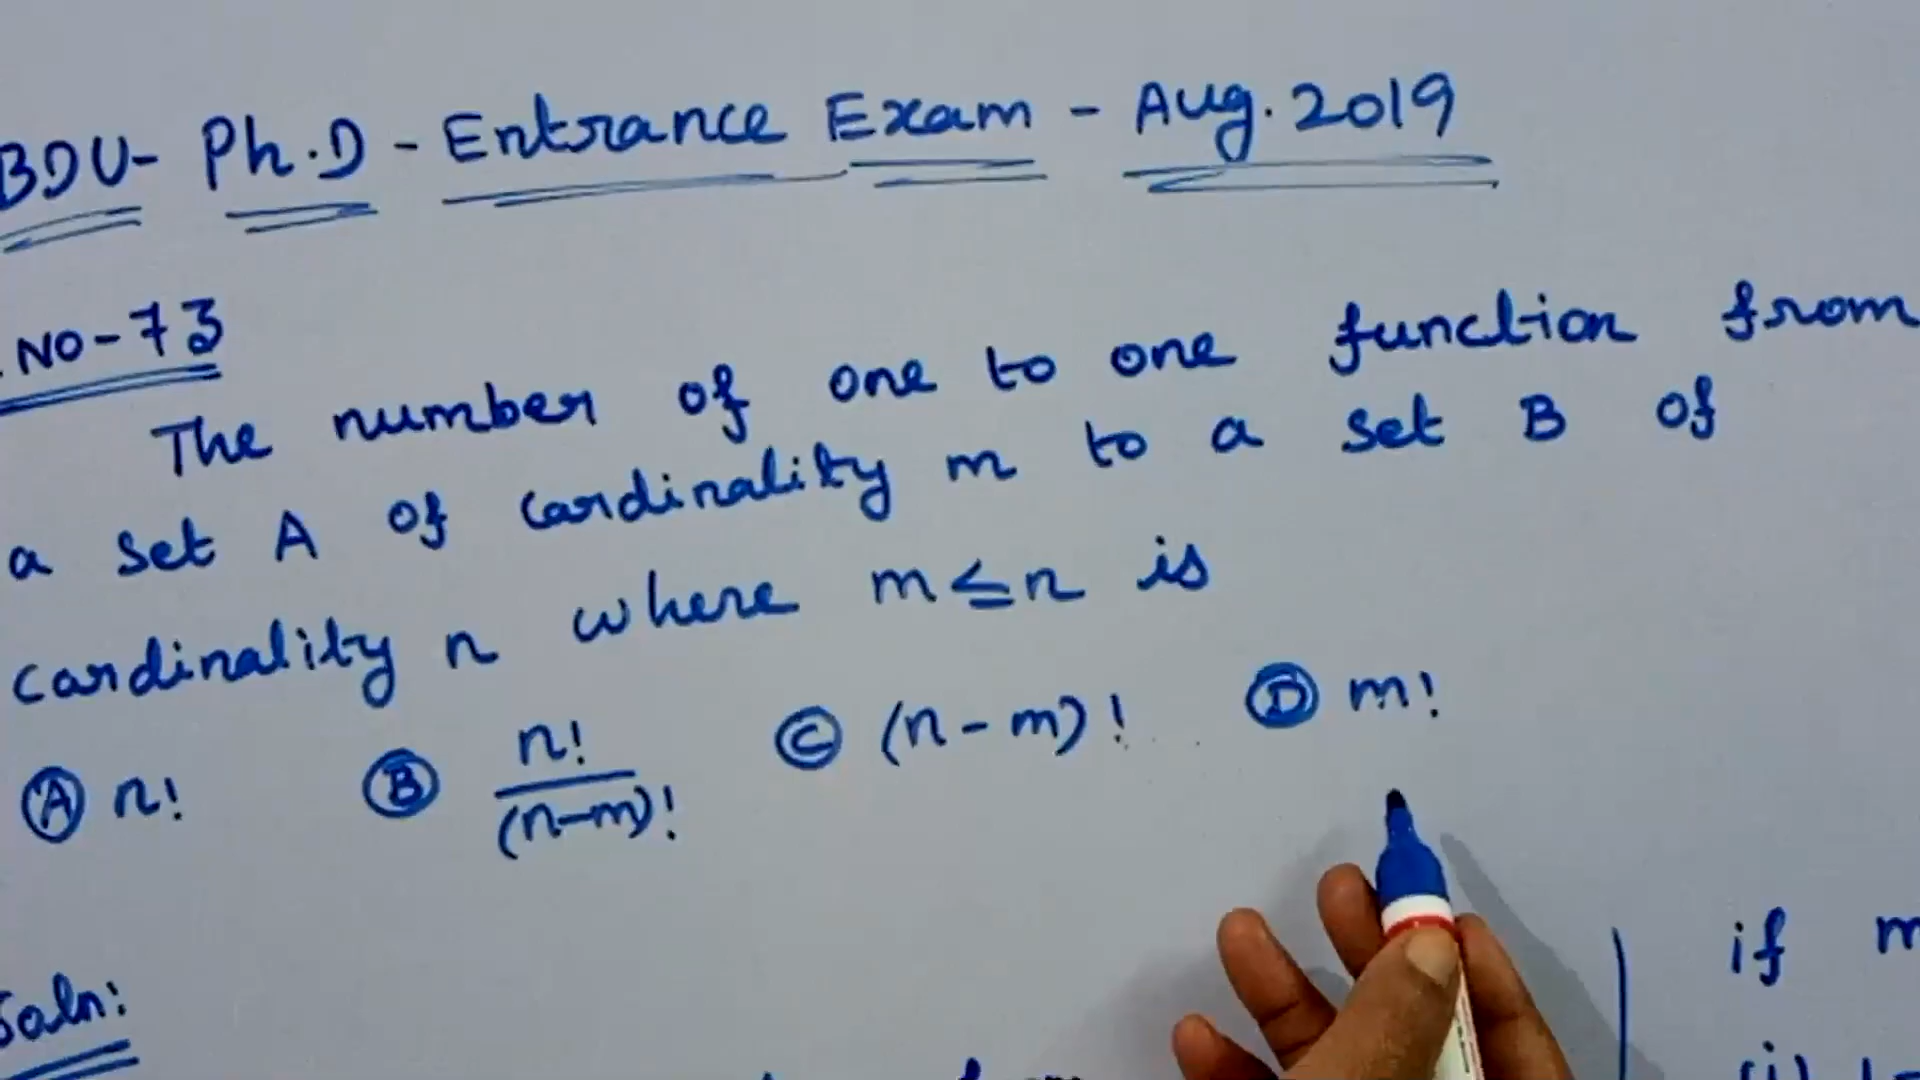 BDU- Ph.D - Entrance Exam - Aug. 2019
. NO-73
The number of one to one function from
a set A of cardinality m to a set B of
cardinality n where m ≤ n is
(A) n! (B) n!/(n-m)! (C) (n-m)! (D) m!
Soln:
if m